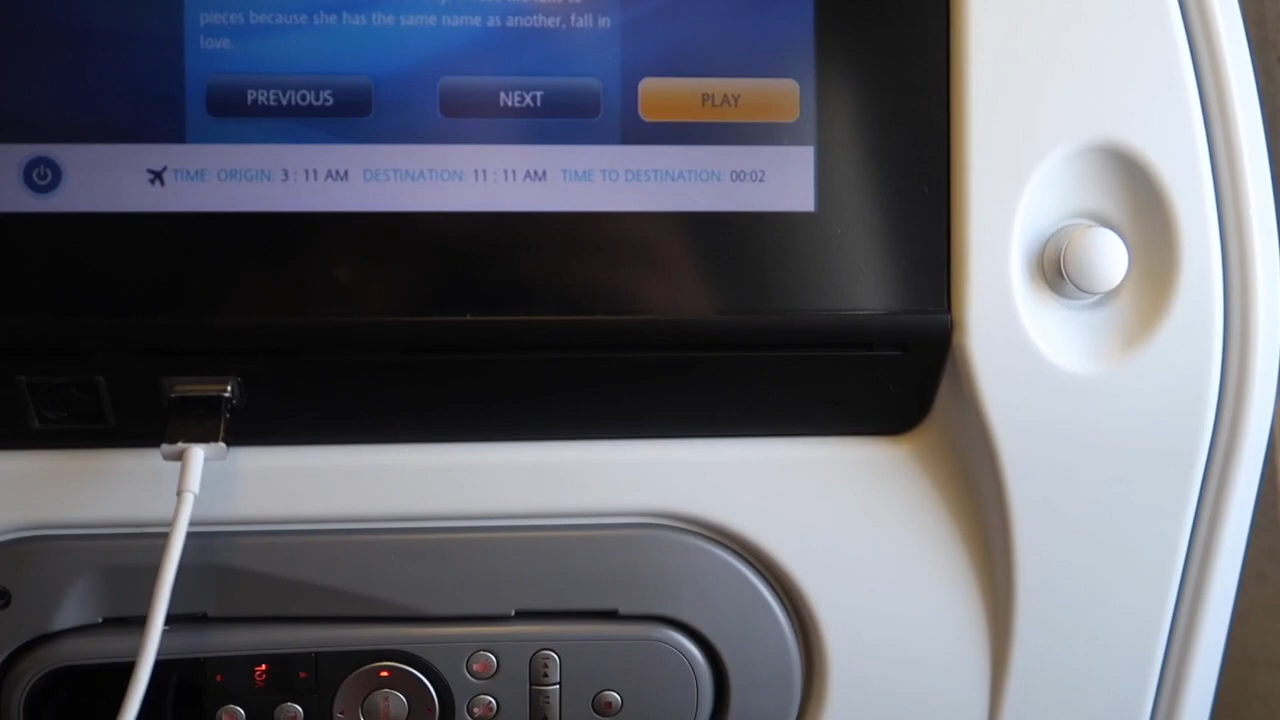 pieces because she has the same name as another, fall in
love.
PREVIOUS NEXT PLAY
TIME: ORIGIN: 3 : 11 AM DESTINATION: 11 : 11 AM TIME TO DESTINATION: 00:02
VOL